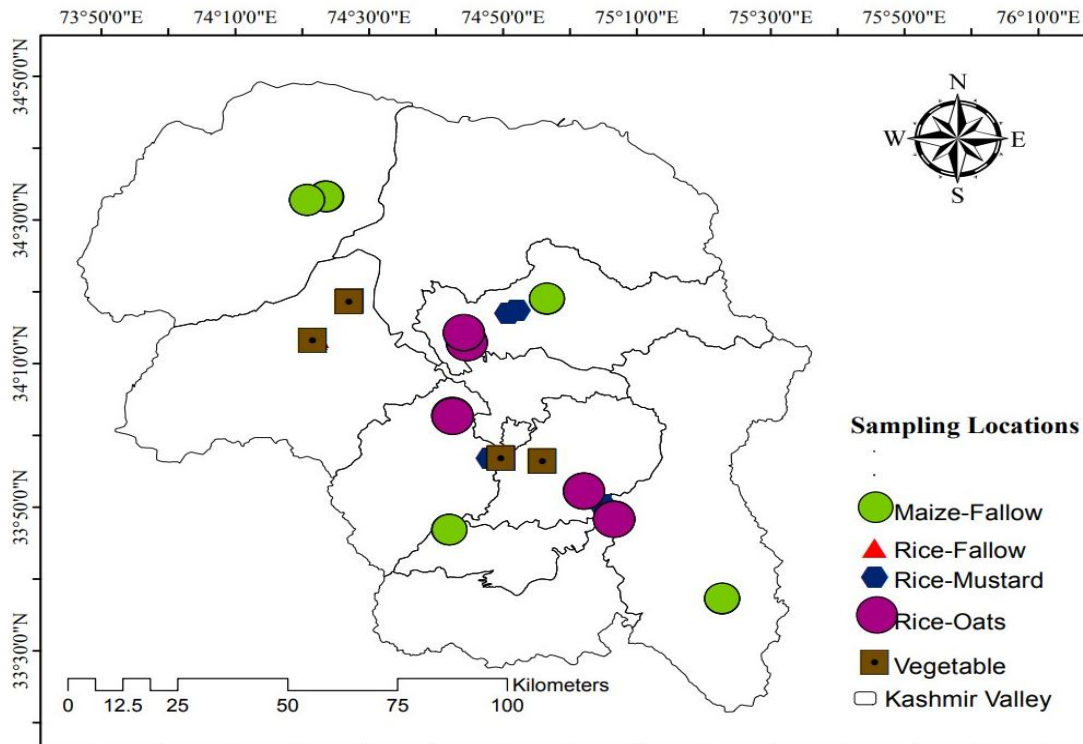 73°50'0"E 74°10'0"E 74°30'0"E 74°50'0"E 75°10'0"E 75°30'0"E 75°50'0"E 76°10'0"E
34°50'0"N
34°30'0"N
34°10'0"N
33°50'0"N
33°30'0"N
N
W E
S
Sampling Locations
Maize-Fallow
Rice-Fallow
Rice-Mustard
Rice-Oats
Vegetable
Kashmir Valley
Kilometers
0 12.5 25 50 75 100